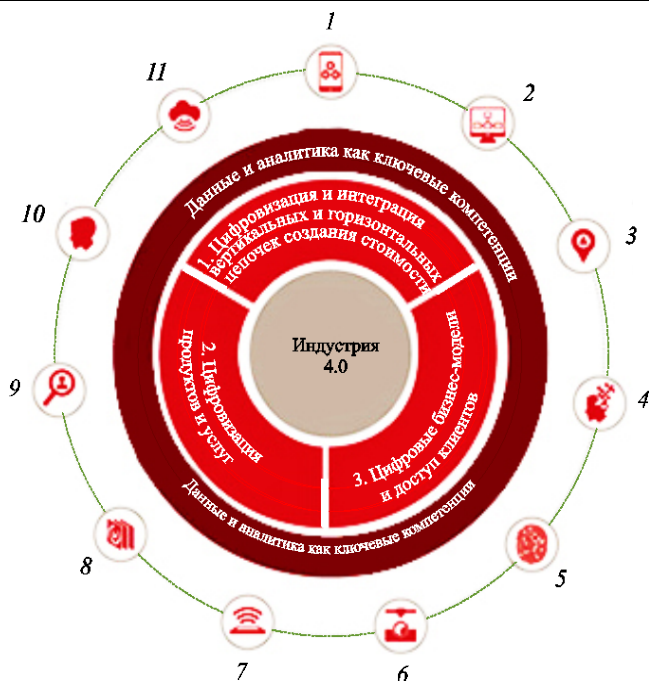 1
2
3
4
5
6
7
8
9
10
11
Данные и аналитика как ключевые компетенции
1. Цифровизация и интеграция
вертикальных и горизонтальных
цепочек создания стоимости
Индустрия
4.0
2. Цифровизация
продуктов и услуг
3. Цифровые бизнес-модели
и доступ клиентов
Данные и аналитика как ключевые компетенции